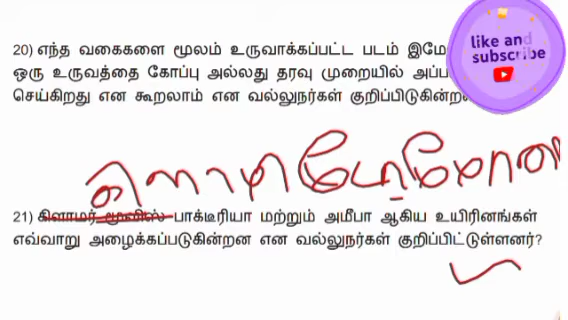 20) எந்த வகைகளை மூலம் உருவாக்கப்பட்ட படம்
like and
subscribe
ஒரு உருவத்தை கோப்பு அல்லது தரவு முறையில்
செய்கிறது என கூறலாம் என வல்லுநர்கள் குறிப்பிடுகின்றன
21) கிளாமர் மூவிஸ் பாக்டீரியா மற்றும் அமீபா ஆகிய உயிரினங்கள்
எவ்வாறு அழைக்கப்படுகின்றன என வல்லுநர்கள் குறிப்பிட்டுள்ளனர்?